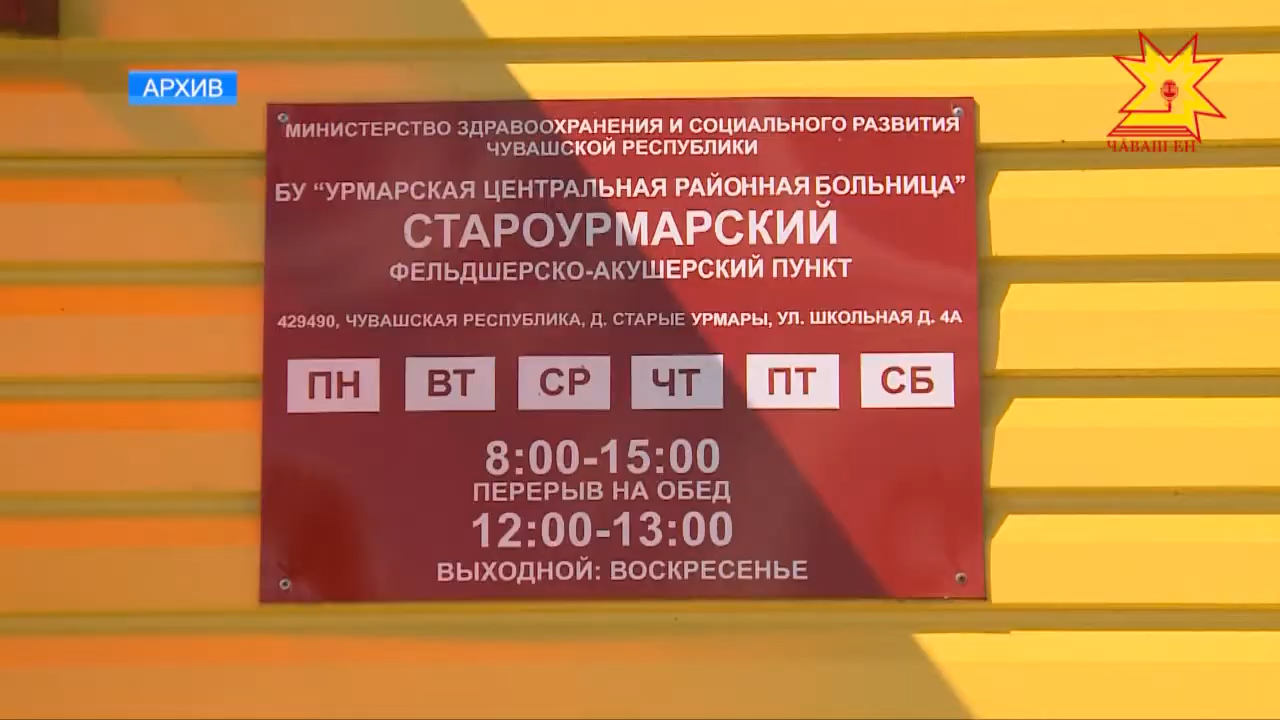 АРХИВ
ЧӐВАШ ЕН
МИНИСТЕРСТВО ЗДРАВООХРАНЕНИЯ И СОЦИАЛЬНОГО РАЗВИТИЯ
ЧУВАШСКОЙ РЕСПУБЛИКИ
БУ “УРМАРСКАЯ ЦЕНТРАЛЬНАЯ РАЙОННАЯ БОЛЬНИЦА”
СТАРОУРМАРСКИЙ
ФЕЛЬДШЕРСКО-АКУШЕРСКИЙ ПУНКТ
429490, ЧУВАШСКАЯ РЕСПУБЛИКА, Д. СТАРЫЕ УРМАРЫ, УЛ. ШКОЛЬНАЯ Д. 4А
ПН ВТ СР ЧТ ПТ СБ
8:00-15:00
ПЕРЕРЫВ НА ОБЕД
12:00-13:00
ВЫХОДНОЙ: ВОСКРЕСЕНЬЕ